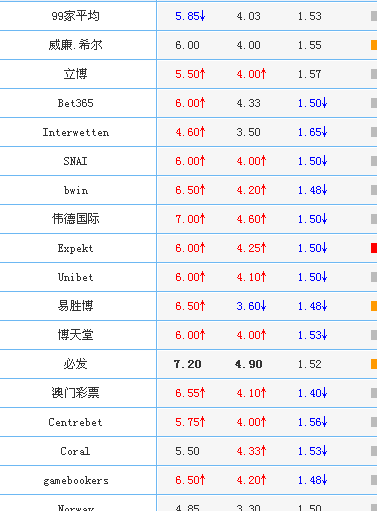 99家平均 5.85↓ 4.03 1.53
威廉.希尔 6.00 4.00 1.55
立博 5.50↑ 4.00↑ 1.57
Bet365 6.00↑ 4.33 1.50↓
Interwetten 4.60↑ 3.50 1.65↓
SNAI 6.00↑ 4.00↑ 1.50↓
bwin 6.50↑ 4.20↑ 1.48↓
伟德国际 7.00↑ 4.60↑ 1.50↓
Expekt 6.00↑ 4.25↑ 1.50↓
Unibet 6.00↑ 4.10↑ 1.50↓
易胜博 6.50↑ 3.60↓ 1.48↓
博天堂 6.00↑ 4.00↑ 1.53↓
必发 7.20 4.90 1.52
澳门彩票 6.55↑ 4.10↑ 1.40↓
Centrebet 5.75↑ 4.00↑ 1.56↓
Coral 5.50 4.33↑ 1.53↓
gamebookers 6.50↑ 4.20↑ 1.48↓
Norway 4.85 3.30 1.50